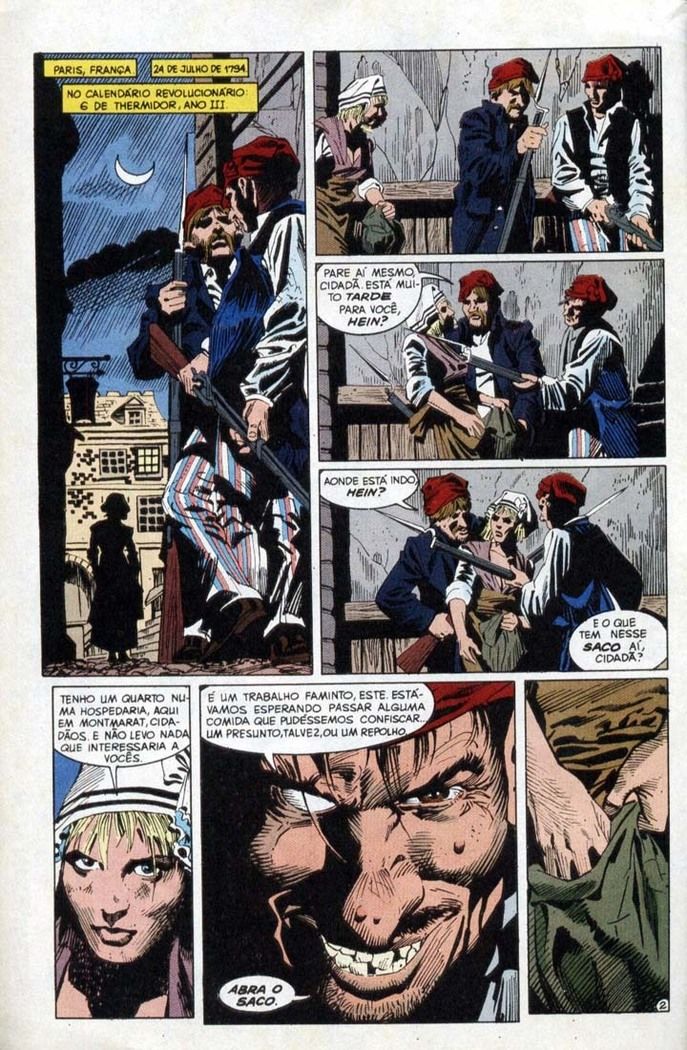 PARIS, FRANÇA
24 DE JULHO DE 1794.
NO CALENDÁRIO REVOLUCIONÁRIO:
6 DE THERMIDOR, ANO III.
PARE AÍ MESMO,
CIDADÃ. ESTÁ MUI-
TO TARDE
PARA VOCÊ,
HEIN?
AONDE ESTÁ INDO,
HEIN?
E O QUE
TEM NESSE
SACO AÍ,
CIDADÃ?
TENHO UM QUARTO NU-
MA HOSPEDARIA, AQUI
EM MONTMARAT, CIDA-
DÃOS. E NÃO LEVO NADA
QUE INTERESSARIA A
VOCÊS.
É UM TRABALHO FAMINTO, ESTE. ESTÁ-
VAMOS ESPERANDO PASSAR ALGUMA
COMIDA QUE PUDÉSSEMOS CONFISCAR...
UM PRESUNTO, TALVEZ, OU UM REPOLHO.
ABRA O
SACO.
2